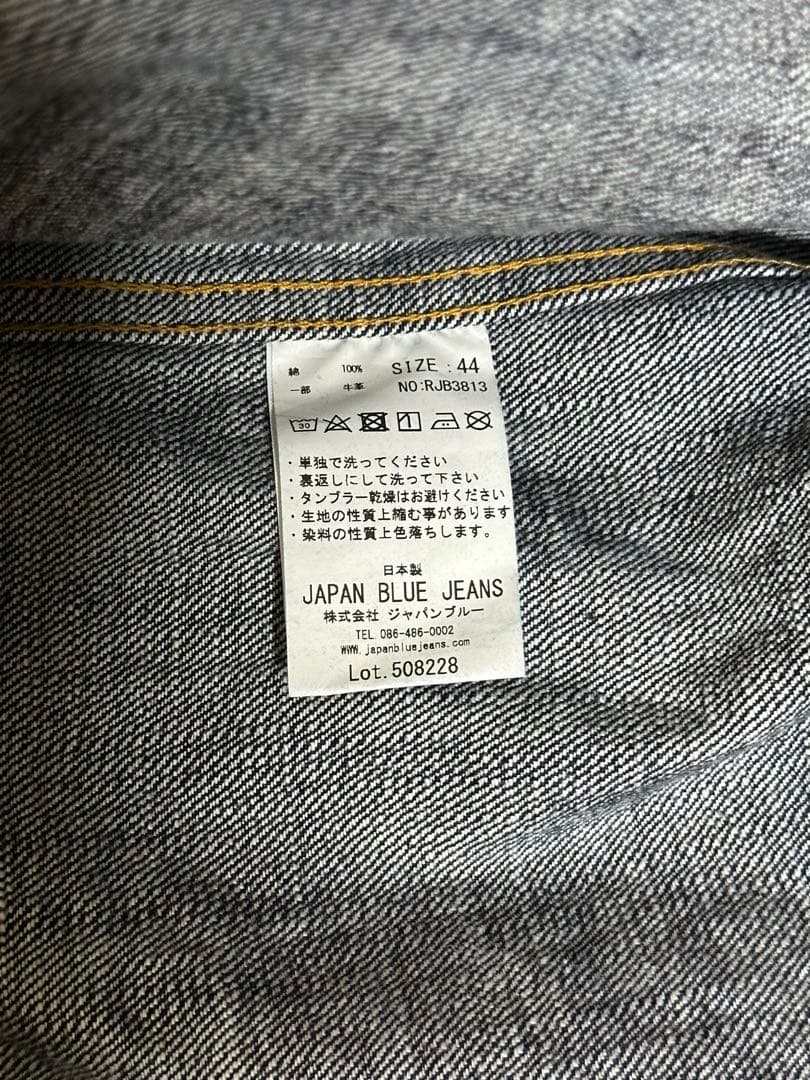 綿 100% SIZE : 44
一部 牛革 NO:RJB3813
30
・単独で洗ってください
・裏返しにして洗って下さい
・タンブラー乾燥はお避けください
・生地の性質上縮む事があります
・染料の性質上色落ちします。
日本製
JAPAN BLUE JEANS
株式会社 ジャパンブルー
TEL 086-486-0002
WWW. japanbluejeans.com
Lot.508228